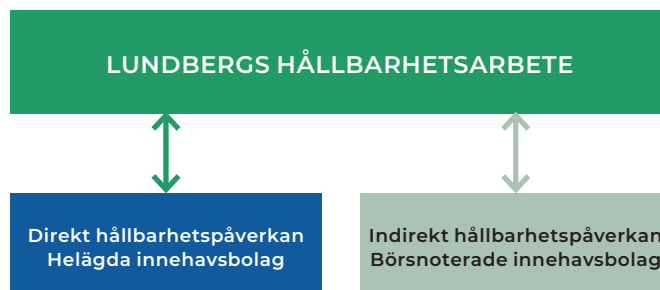 LUNDBERGS HÅLLBARHETSARBETE
Direkt hållbarhetspåverkan
Helägda innehavsbolag
Indirekt hållbarhetspåverkan
Börsnoterade innehavsbolag